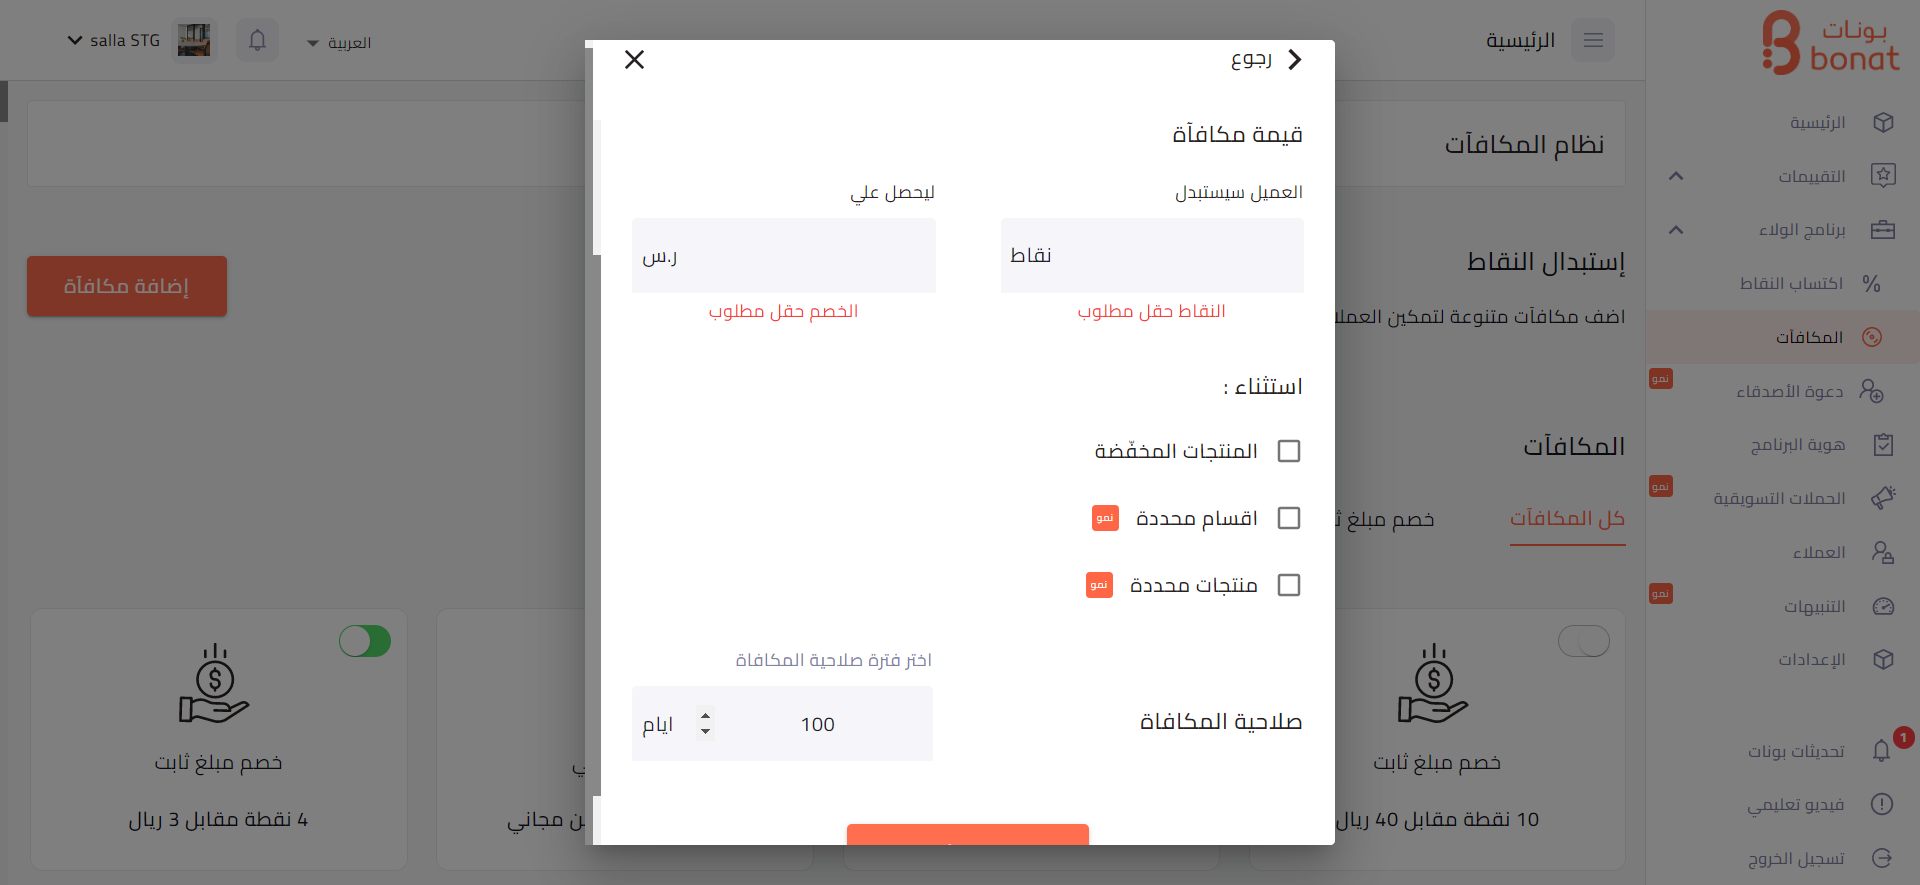 بونات
bonat
الرئيسية
التقييمات
برنامج الولاء
اكتساب النقاط
المكافآت
دعوة الأصدقاء
نمو
هوية البرنامج
الحملات التسويقية
نمو
العملاء
التنبيهات
نمو
الإعدادات
تحديثات بونات
1
فيديو تعليمي
تسجيل الخروج
الرئيسية
العربية
salla STG
نظام المكافآت
إستبدال النقاط
إضافة مكافآة
اضف مكافآت متنوعة لتمكين
المكافآت
كل المكافآت
خصم مبلغ
خصم مبلغ ثابت
10 نقطة مقابل 40 ريال
مجاني
خصم مبلغ ثابت
4 نقطة مقابل 3 ريال
رجوع
قيمة مكافآة
العميل سيستبدل
ليحصل علي
نقاط
ر.س
النقاط حقل مطلوب
الخصم حقل مطلوب
استثناء :
المنتجات المخفّضة
اقسام محددة نمو
منتجات محددة نمو
اختر فترة صلاحية المكافاة
صلاحية المكافاة
100
ايام